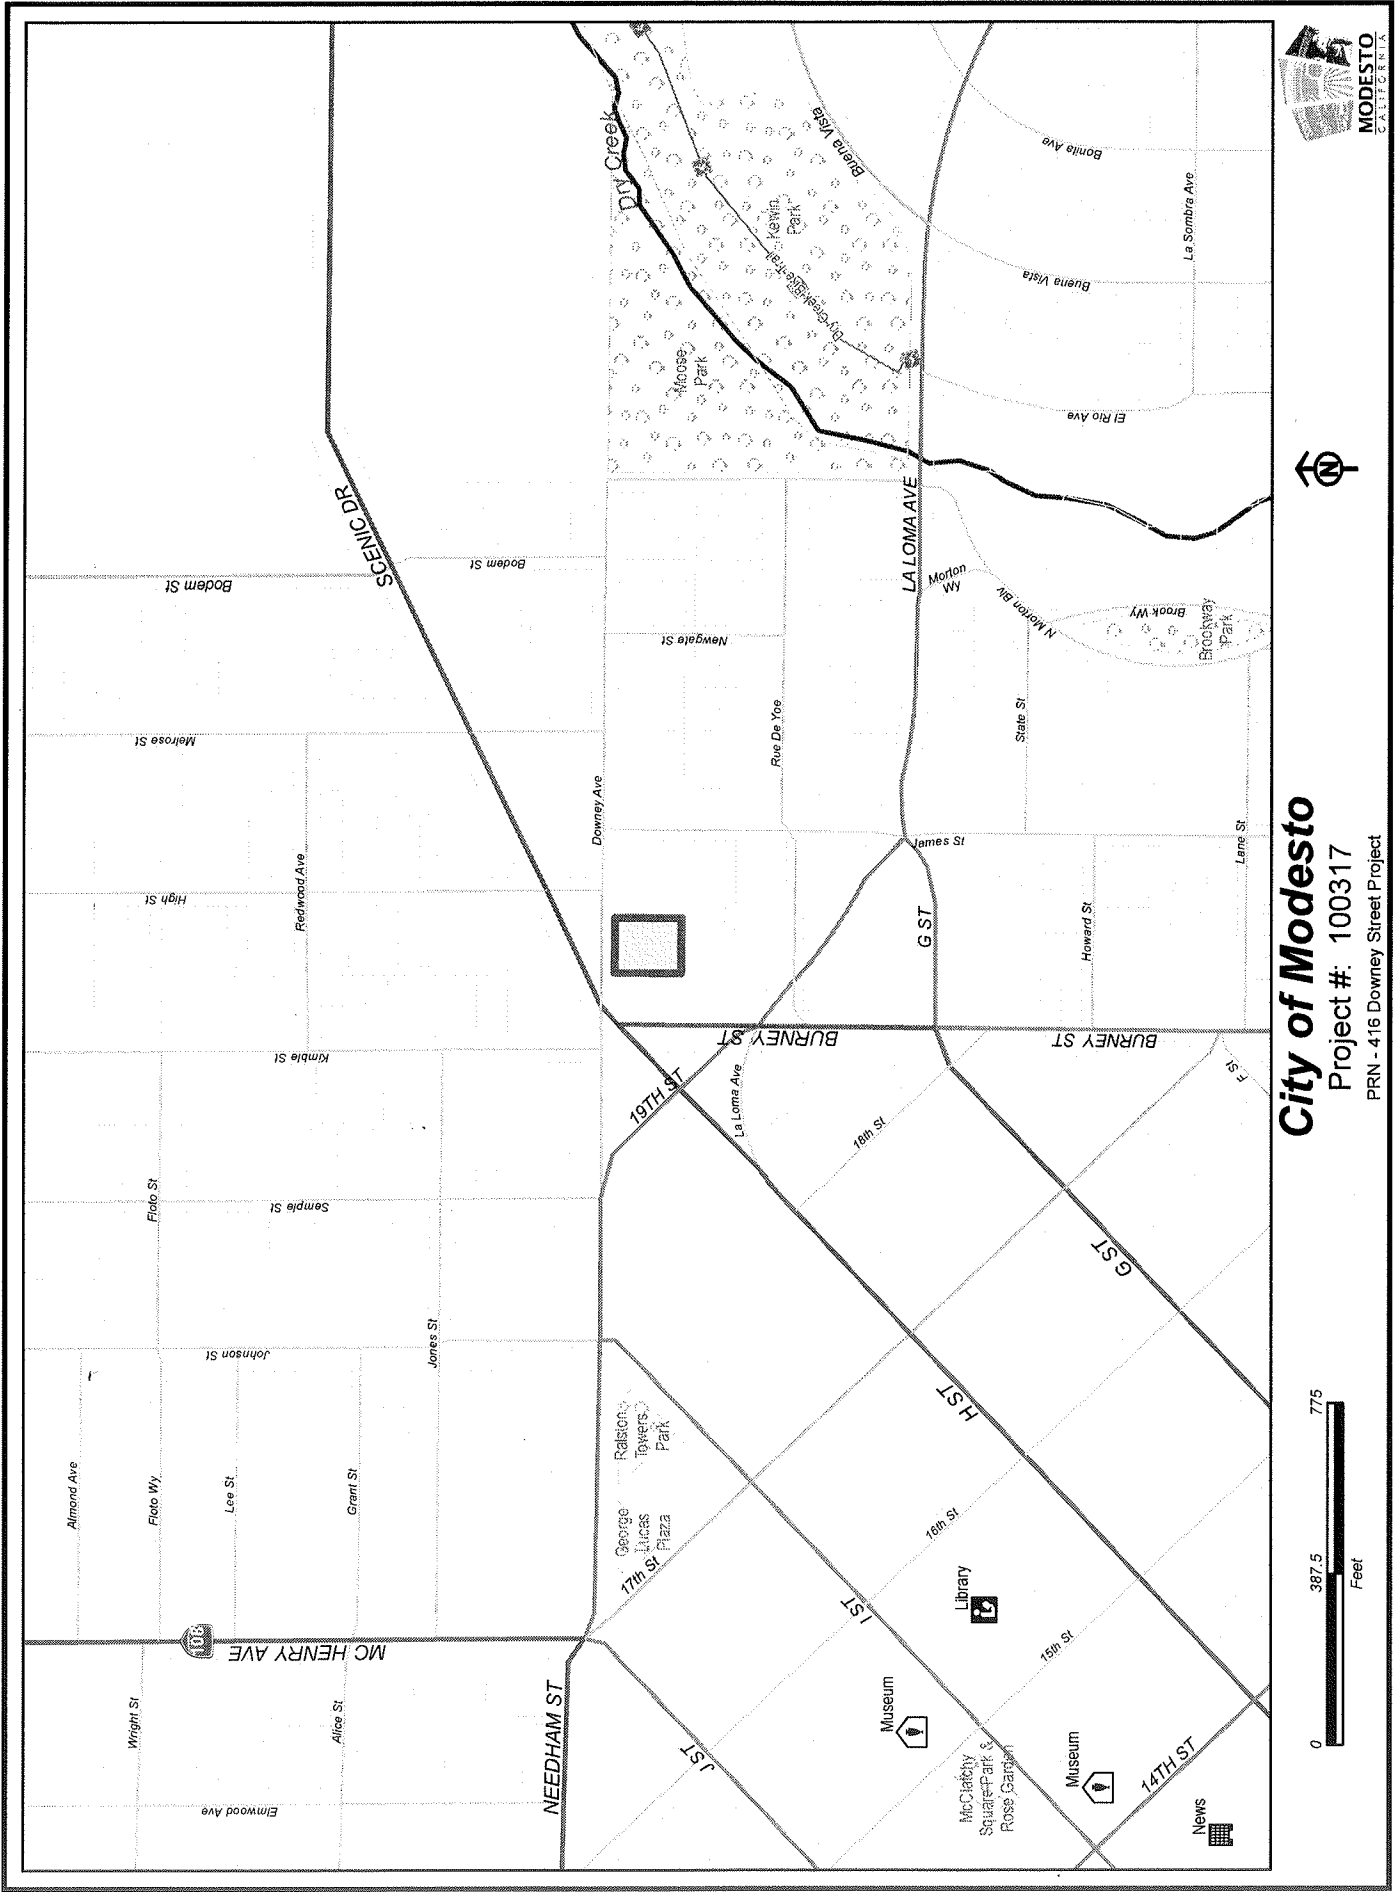 Elmwood Ave
Wright St
Alice St
108
MC HENRY AVE
NEEDHAM ST
Almond Ave
Floto Wy
Lee St
Grant St
Johnson St
Jones St
Floto St
Semple St
Kimble St
High St
Redwood Ave
Melrose St
Bodem St
SCENIC DR
Bodem St
Downey Ave
Newgate St
Rue De Yoe
Dry Creek
Moose
Park
Kewin
Park
Dry Creek Bike Trail
Buena Vista
Bonita Ave
La Sombra Ave
Buena Vista
El Rio Ave
LA LOMA AVE
Morton
Wy
N Morton Blv
Brook Wy
Brookway
Park
State St
James St
Lane St
Howard St
G ST
BURNEY ST
BURNEY ST
F St
19TH ST
La Loma Ave
18th St
G ST
H ST
Ralston
Towers
Park
George
Lucas
Plaza
17th St
16th St
I ST
Library
15th St
J ST
Museum
McClatchy
Square Park &
Rose Garden
Museum
14TH ST
News
0
387.5
775
Feet
City of Modesto
Project #: 100317
PRN - 416 Downey Street Project
N
MODESTO
CALIFORNIA